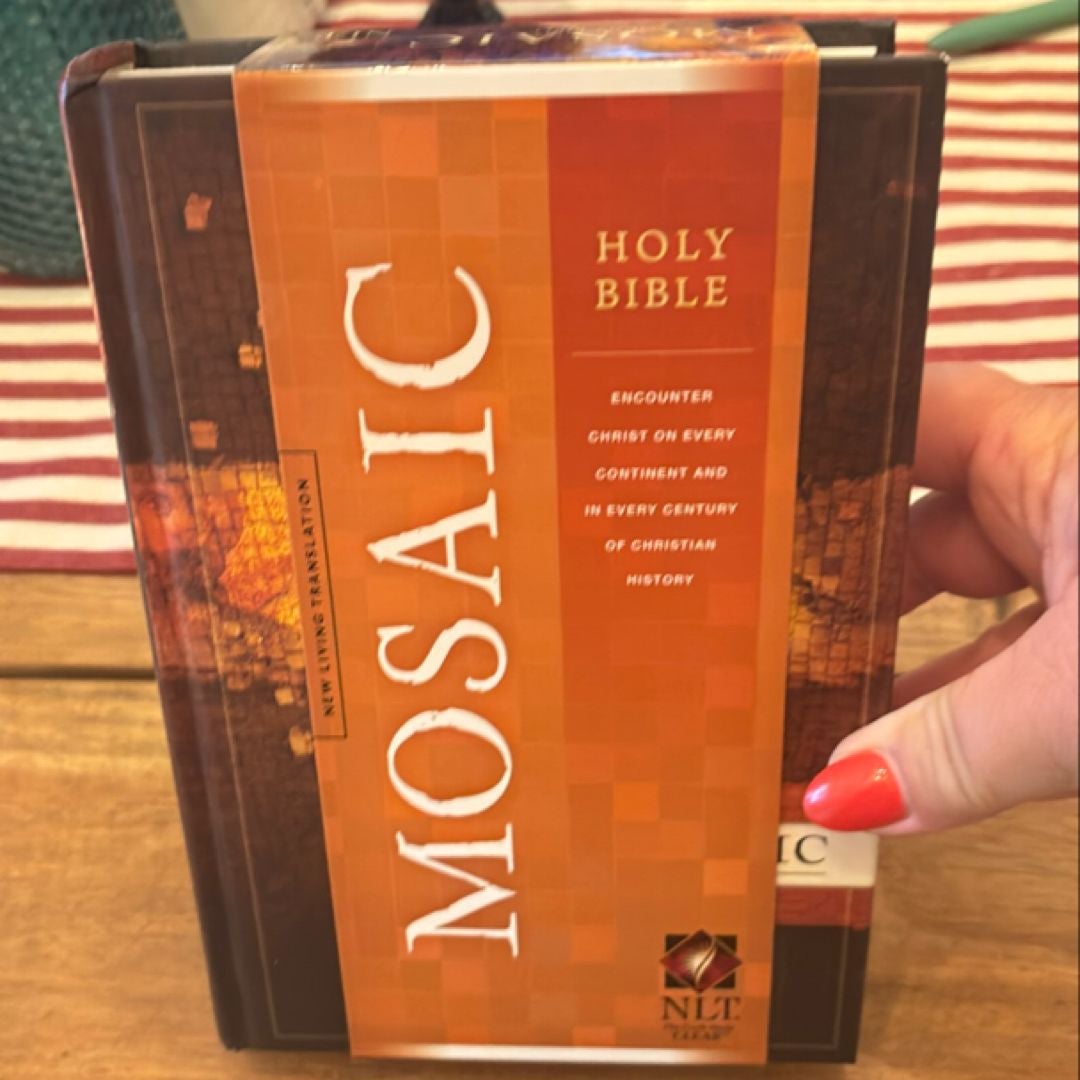 MOSAIC
NEW LIVING TRANSLATION
HOLY
BIBLE
ENCOUNTER
CHRIST ON EVERY
CONTINENT AND
IN EVERY CENTURY
OF CHRISTIAN
HISTORY
IC
NLT